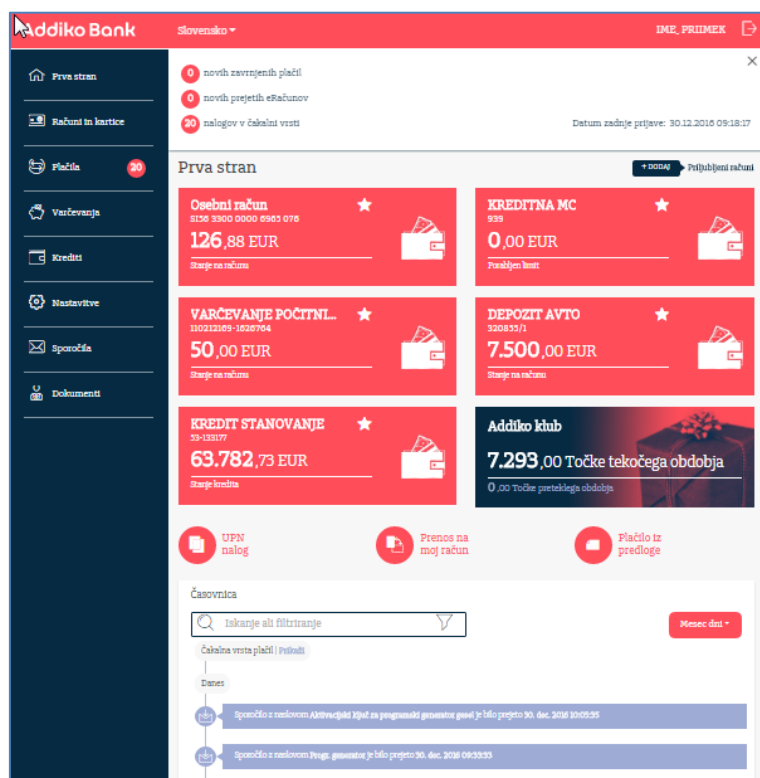 Addiko Bank
Slovensko
IME, PRIIMEK
Prva stran
Računi in kartice
Plačila
20
Varčevanja
Krediti
Nastavitve
Sporočila
Dokumenti
0 novih zavrnjenih plačil
0 novih prejetih eRačunov
20 nalogov v čakalni vrsti
Datum zadnje prijave: 30.12.2016 09:18:17
Prva stran
+ DODAJ Priljubljeni računi
Osebni račun
SI56 3300 0000 6985 076
126,88 EUR
Stanje na računu
KREDITNA MC
939
0,00 EUR
Porabljen limit
VARČEVANJE POČITNI...
110212169-1626764
50,00 EUR
Stanje na računu
DEPOZIT AVTO
320835/1
7.500,00 EUR
Stanje na računu
KREDIT STANOVANJE
53-133177
63.782,73 EUR
Stanje kredita
Addiko klub
7.293,00 Točke tekočega obdobja
0,00 Točke preteklega obdobja
UPN
nalog
Prenos na
moj račun
Plačilo iz
predloge
Časovnica
Iskanje ali filtriranje
Mesec dni
Čakalna vrsta plačil | Prikaži
Danes
Sporočilo z naslovom Aktivacijski ključ za programski generator gesel je bilo prejeto 30. dec. 2016 10:05:35
Sporočilo z naslovom Progr. generator je bilo prejeto 30. dec. 2016 09:33:53